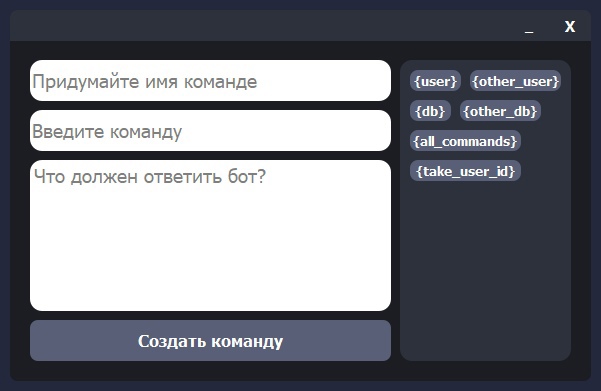 _ X
Придумайте имя команде
Введите команду
Что должен ответить бот?
Создать команду
{user} {other_user}
{db} {other_db}
{all_commands}
{take_user_id}